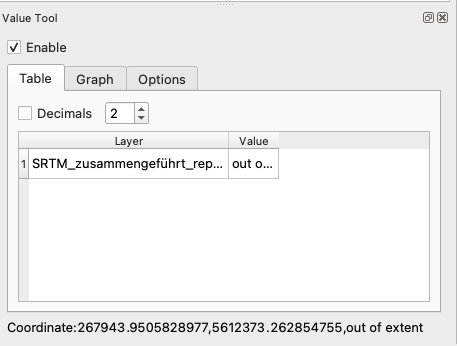 Value Tool
Enable
Table Graph Options
Decimals 2
Layer Value
1 SRTM_zusammengeführt_rep... out o...
Coordinate:267943.9505828977,5612373.262854755,out of extent